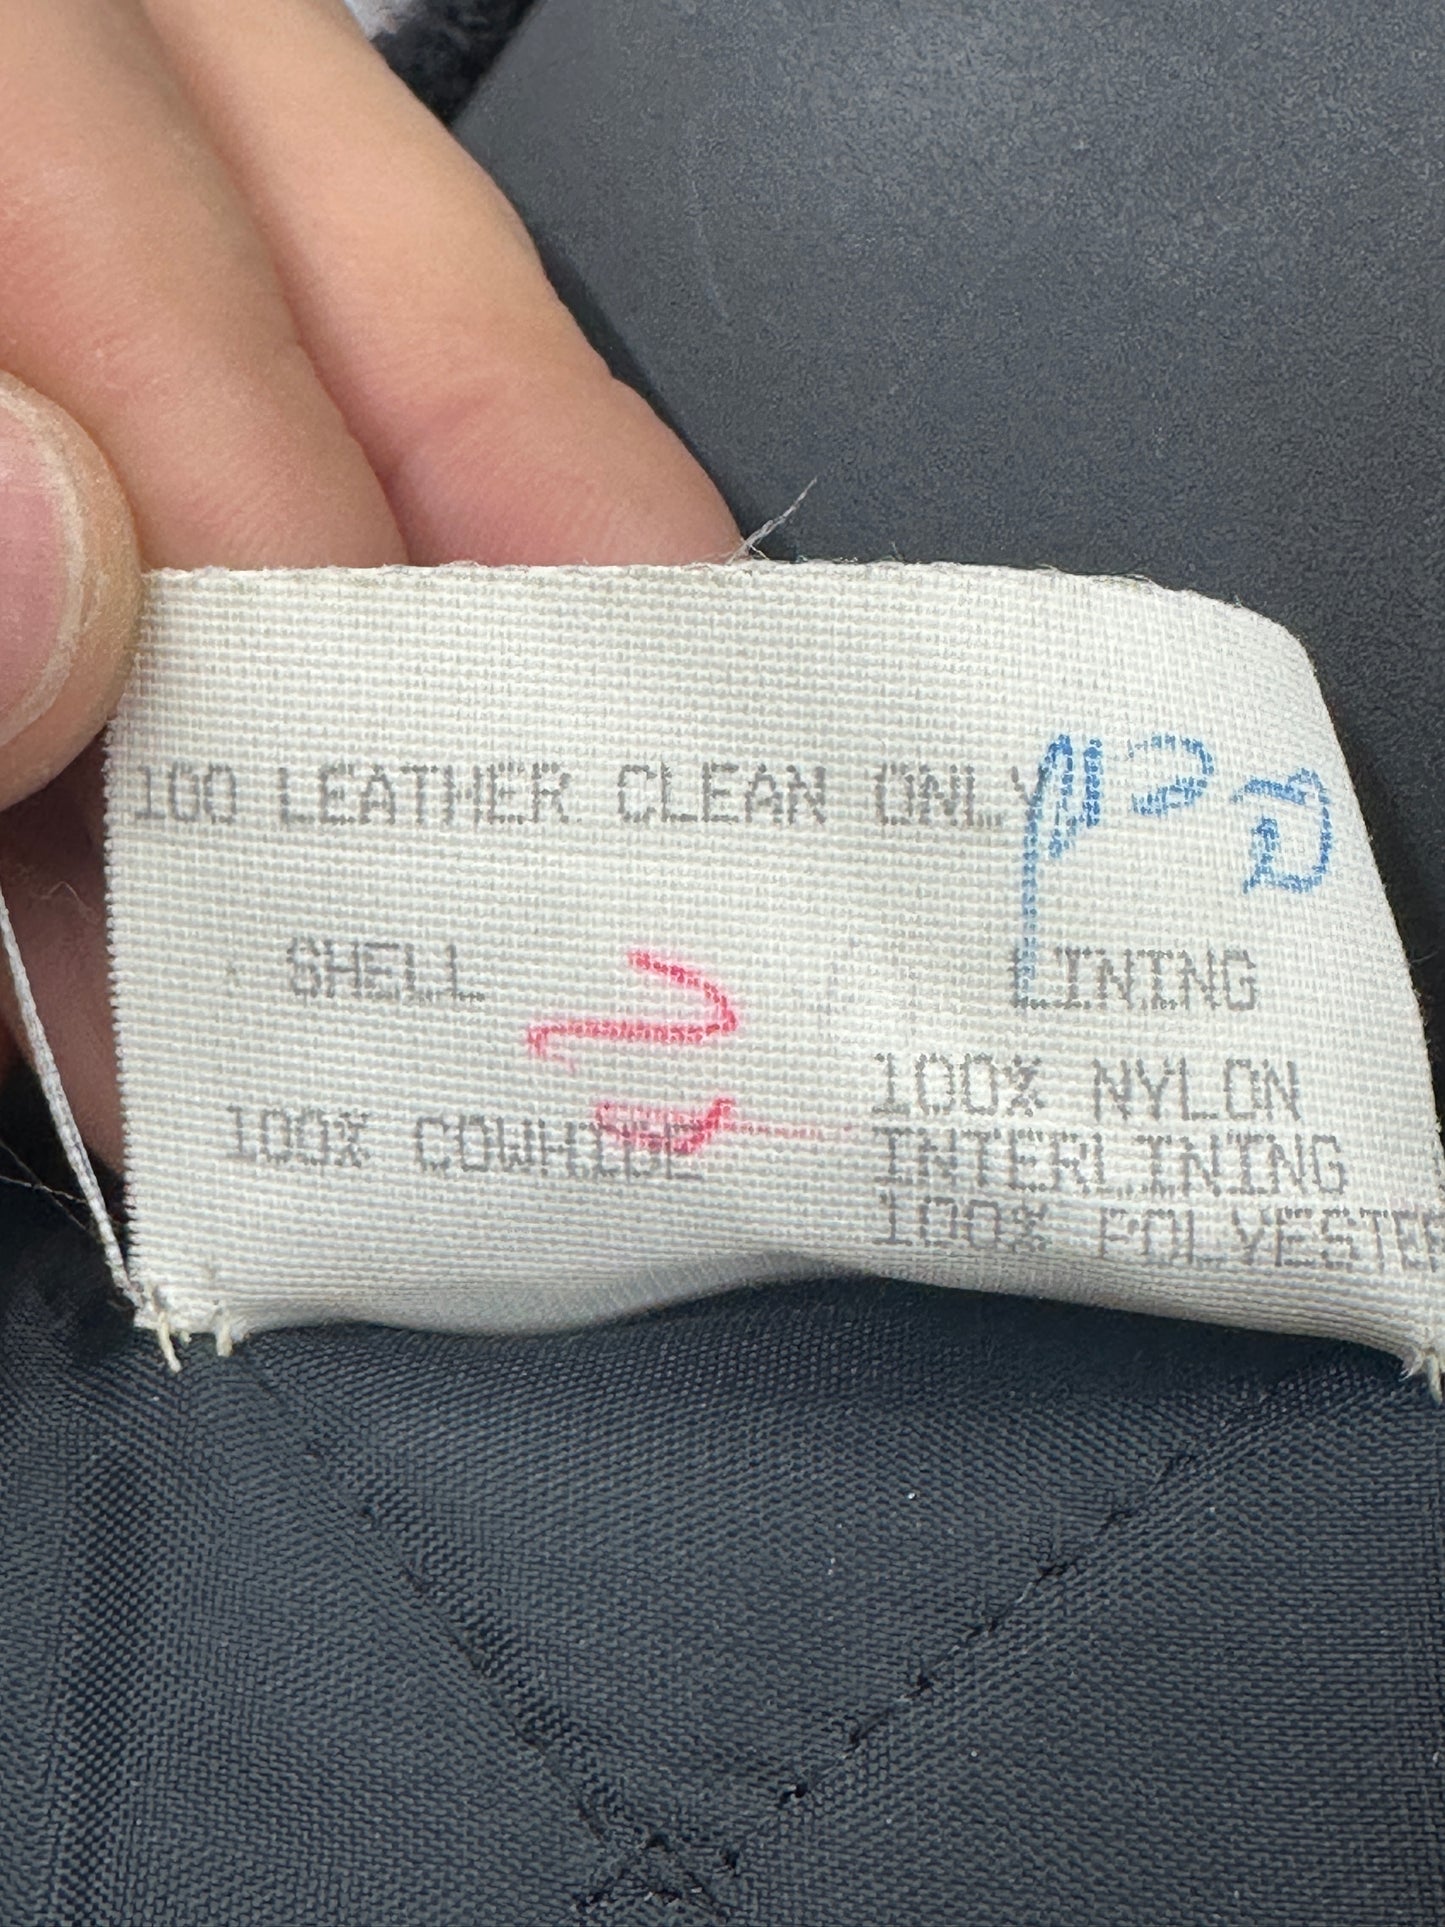 100 LEATHER CLEAN ONLY
SHELL
100% COWHIDE
LINING
100% NYLON
INTERLINING
100% POLYESTER